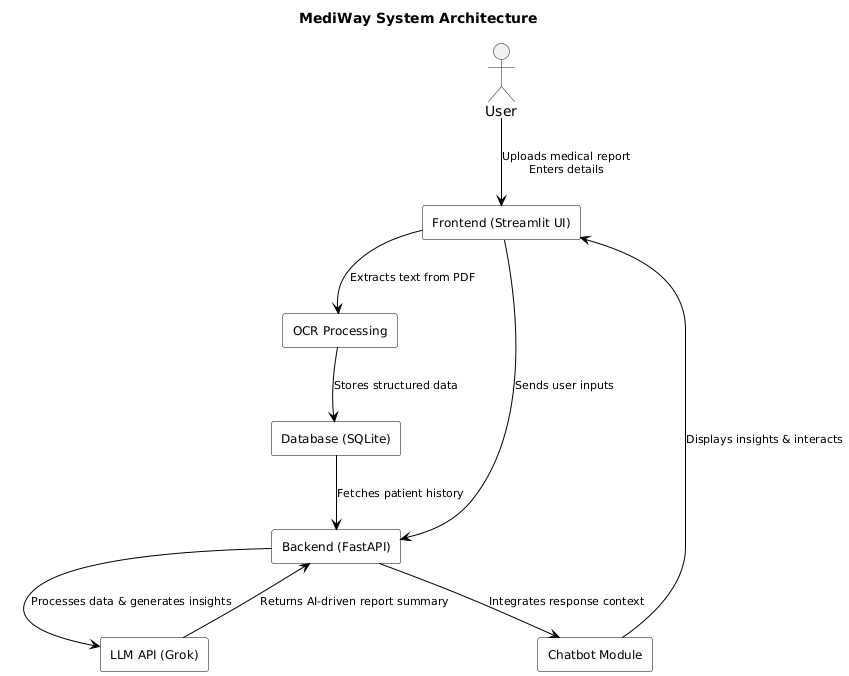 MediWay System Architecture
User
Uploads medical report
Enters details
Frontend (Streamlit UI)
Extracts text from PDF
OCR Processing
Stores structured data
Sends user inputs
Database (SQLite)
Displays insights & interacts
Fetches patient history
Backend (FastAPI)
Processes data & generates insights
Returns AI-driven report summary
Integrates response context
LLM API (Grok)
Chatbot Module